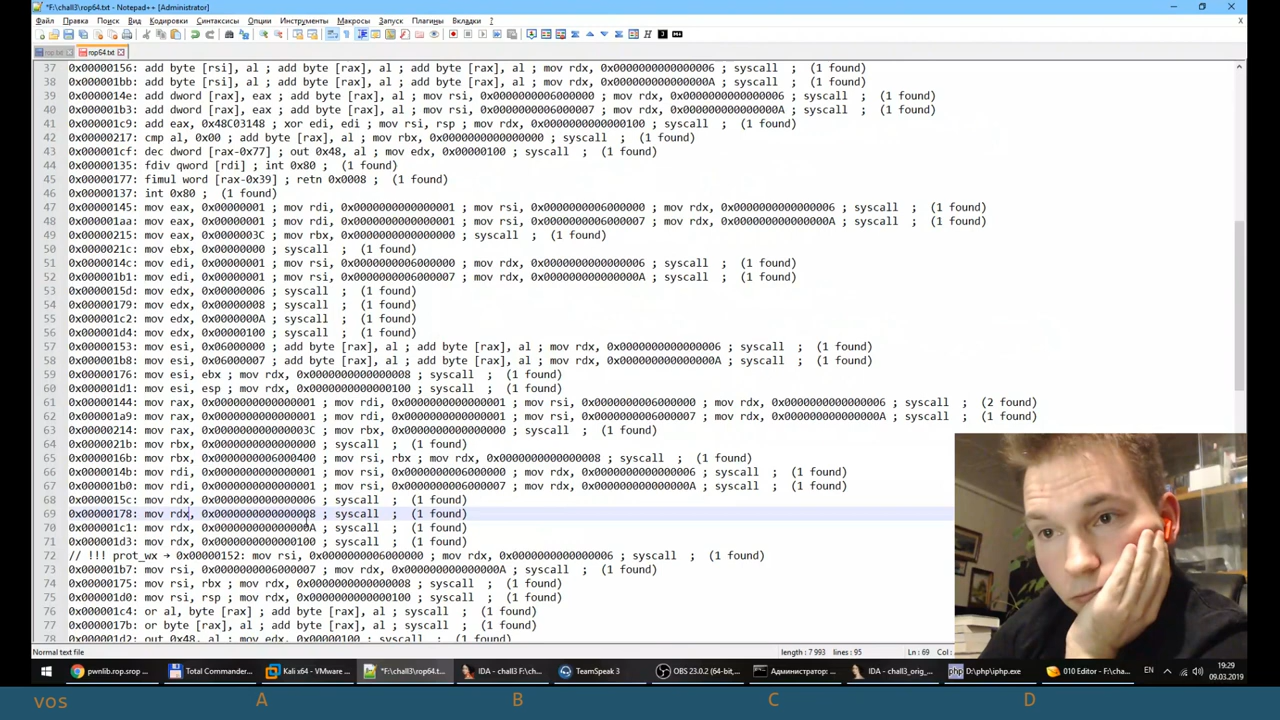 *F:\chall3\rop64.txt - Notepad++ [Administrator]
Файл Правка Поиск Вид Кодировки Синтаксисы Опции Инструменты Макросы Запуск Плагины Вкладки ? X
rop.txt rop64.txt
37 0x00000156: add byte [rsi], al ; add byte [rax], al ; add byte [rax], al ; mov rdx, 0x0000000000000006 ; syscall ; (1 found)
38 0x000001bb: add byte [rsi], al ; add byte [rax], al ; add byte [rax], al ; mov rdx, 0x000000000000000A ; syscall ; (1 found)
39 0x0000014e: add dword [rax], eax ; add byte [rax], al ; mov rsi, 0x0000000006000000 ; mov rdx, 0x0000000000000006 ; syscall ; (1 found)
40 0x000001b3: add dword [rax], eax ; add byte [rax], al ; mov rsi, 0x0000000006000007 ; mov rdx, 0x000000000000000A ; syscall ; (1 found)
41 0x000001c9: add eax, 0x48C03148 ; xor edi, edi ; mov rsi, rsp ; mov rdx, 0x0000000000000100 ; syscall ; (1 found)
42 0x00000217: cmp al, 0x00 ; add byte [rax], al ; mov rbx, 0x0000000000000000 ; syscall ; (1 found)
43 0x000001cf: dec dword [rax-0x77] ; out 0x48, al ; mov edx, 0x00000100 ; syscall ; (1 found)
44 0x00000135: fdiv qword [rdi] ; int 0x80 ; (1 found)
45 0x00000177: fimul word [rax-0x39] ; retn 0x0008 ; (1 found)
46 0x00000137: int 0x80 ; (1 found)
47 0x00000145: mov eax, 0x00000001 ; mov rdi, 0x0000000000000001 ; mov rsi, 0x0000000006000000 ; mov rdx, 0x0000000000000006 ; syscall ; (1 found)
48 0x000001aa: mov eax, 0x00000001 ; mov rdi, 0x0000000000000001 ; mov rsi, 0x0000000006000007 ; mov rdx, 0x000000000000000A ; syscall ; (1 found)
49 0x00000215: mov eax, 0x0000003C ; mov rbx, 0x0000000000000000 ; syscall ; (1 found)
50 0x0000021c: mov ebx, 0x00000000 ; syscall ; (1 found)
51 0x0000014c: mov edi, 0x00000001 ; mov rsi, 0x0000000006000000 ; mov rdx, 0x0000000000000006 ; syscall ; (1 found)
52 0x000001b1: mov edi, 0x00000001 ; mov rsi, 0x0000000006000007 ; mov rdx, 0x000000000000000A ; syscall ; (1 found)
53 0x0000015d: mov edx, 0x00000006 ; syscall ; (1 found)
54 0x00000179: mov edx, 0x00000008 ; syscall ; (1 found)
55 0x000001c2: mov edx, 0x0000000A ; syscall ; (1 found)
56 0x000001d4: mov edx, 0x00000100 ; syscall ; (1 found)
57 0x00000153: mov esi, 0x06000000 ; add byte [rax], al ; add byte [rax], al ; mov rdx, 0x0000000000000006 ; syscall ; (1 found)
58 0x000001b8: mov esi, 0x06000007 ; add byte [rax], al ; add byte [rax], al ; mov rdx, 0x000000000000000A ; syscall ; (1 found)
59 0x00000176: mov esi, ebx ; mov rdx, 0x0000000000000008 ; syscall ; (1 found)
60 0x000001d1: mov esi, esp ; mov rdx, 0x0000000000000100 ; syscall ; (1 found)
61 0x00000144: mov rax, 0x0000000000000001 ; mov rdi, 0x0000000000000001 ; mov rsi, 0x0000000006000000 ; mov rdx, 0x0000000000000006 ; syscall ; (2 found)
62 0x000001a9: mov rax, 0x0000000000000001 ; mov rdi, 0x0000000000000001 ; mov rsi, 0x0000000006000007 ; mov rdx, 0x000000000000000A ; syscall ; (1 found)
63 0x00000214: mov rax, 0x000000000000003C ; mov rbx, 0x0000000000000000 ; syscall ; (1 found)
64 0x0000021b: mov rbx, 0x0000000000000000 ; syscall ; (1 found)
65 0x0000016b: mov rbx, 0x0000000006000400 ; mov rsi, rbx ; mov rdx, 0x0000000000000008 ; syscall ; (1 found)
66 0x0000014b: mov rdi, 0x0000000000000001 ; mov rsi, 0x0000000006000000 ; mov rdx, 0x0000000000000006 ; syscall ; (1 found)
67 0x000001b0: mov rdi, 0x0000000000000001 ; mov rsi, 0x0000000006000007 ; mov rdx, 0x000000000000000A ; syscall ; (1 found)
68 0x0000015c: mov rdx, 0x0000000000000006 ; syscall ; (1 found)
69 0x00000178: mov rdx, 0x0000000000000008 ; syscall ; (1 found)
70 0x000001c1: mov rdx, 0x000000000000000A ; syscall ; (1 found)
71 0x000001d3: mov rdx, 0x0000000000000100 ; syscall ; (1 found)
72 // !!! prot_wx → 0x00000152: mov rsi, 0x0000000006000000 ; mov rdx, 0x0000000000000006 ; syscall ; (1 found)
73 0x000001b7: mov rsi, 0x0000000006000007 ; mov rdx, 0x000000000000000A ; syscall ; (1 found)
74 0x00000175: mov rsi, rbx ; mov rdx, 0x0000000000000008 ; syscall ; (1 found)
75 0x000001d0: mov rsi, rsp ; mov rdx, 0x0000000000000100 ; syscall ; (1 found)
76 0x000001c4: or al, byte [rax] ; add byte [rax], al ; syscall ; (1 found)
77 0x0000017b: or byte [rax], al ; add byte [rax], al ; syscall ; (1 found)
78 0x000001d2: out 0x48, al ; mov edx, 0x00000100 ; syscall ; (1 found)
Normal text file length : 7 993 lines : 95 Ln : 69 Col :
pwnlib.rop.srop ... Total Commander... Kali x64 - VMware ... *F:\chall3\rop64.t... IDA - chall3 F:\ch... TeamSpeak 3 OBS 23.0.2 (64-bit,... Администратор: ... IDA - chall3_orig_... D:\php\php.exe 010 Editor - F:\cha... EN 19:29
09.03.2019
vos A B C D